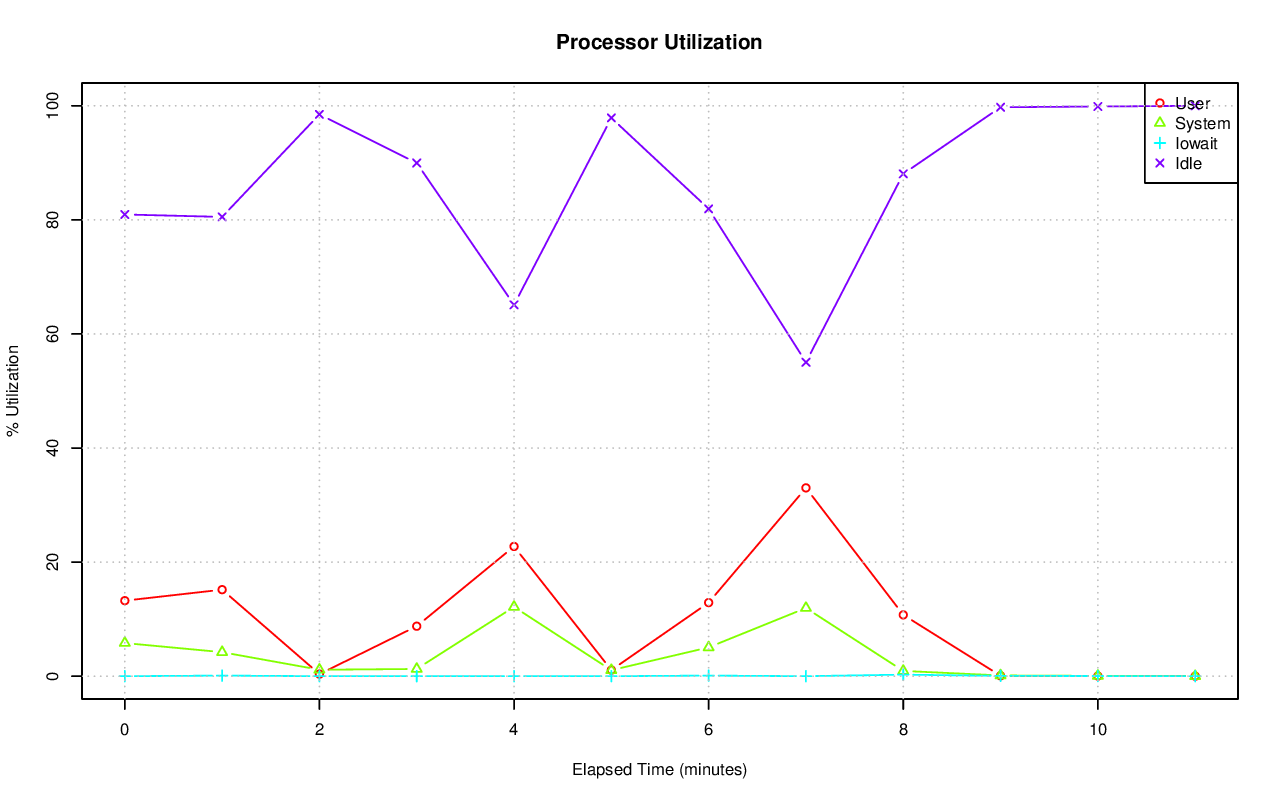 Processor Utilization
% Utilization
100
80
60
40
20
0
User
System
Iowait
Idle
0 2 4 6 8 10
Elapsed Time (minutes)